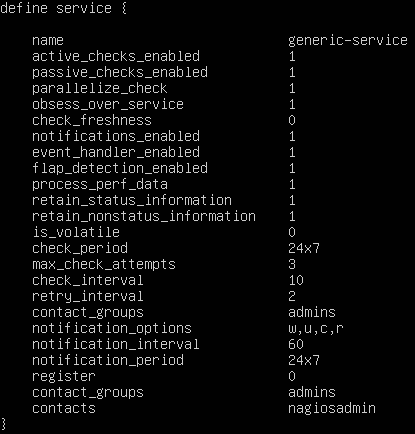 define service {
name generic-service
active_checks_enabled 1
passive_checks_enabled 1
parallelize_check 1
obsess_over_service 1
check_freshness 0
notifications_enabled 1
event_handler_enabled 1
flap_detection_enabled 1
process_perf_data 1
retain_status_information 1
retain_nonstatus_information 1
is_volatile 0
check_period 24x7
max_check_attempts 3
check_interval 10
retry_interval 2
contact_groups admins
notification_options w,u,c,r
notification_interval 60
notification_period 24x7
register 0
contact_groups admins
contacts nagiosadmin
}